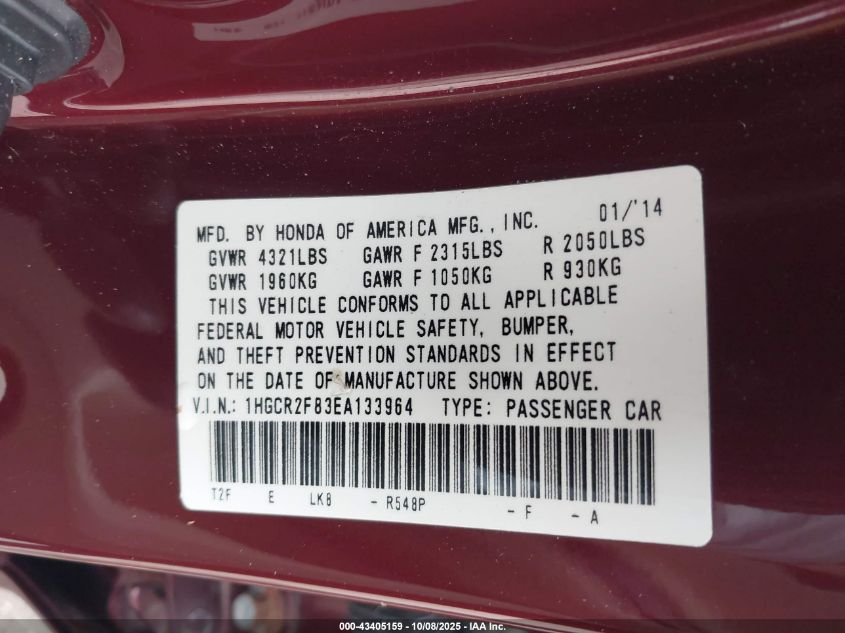 MFD. BY HONDA OF AMERICA MFG., INC. 01/'14
GVWR 4321LBS GAWR F 2315LBS R 2050LBS
GVWR 1960KG GAWR F 1050KG R 930KG
THIS VEHICLE CONFORMS TO ALL APPLICABLE
FEDERAL MOTOR VEHICLE SAFETY, BUMPER,
AND THEFT PREVENTION STANDARDS IN EFFECT
ON THE DATE OF MANUFACTURE SHOWN ABOVE.
V.I.N.: 1HGCR2F83EA133964 TYPE: PASSENGER CAR
T2F E LK8 - R548P - F - A
000-43405159 - 10/08/2025 - IAA Inc.